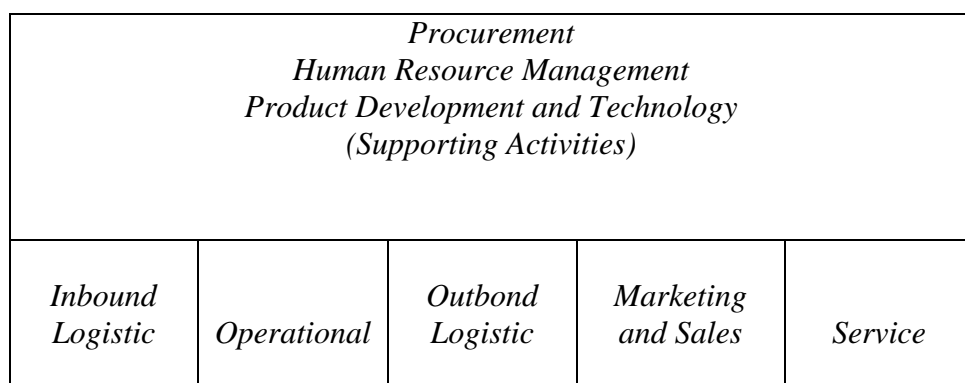 Procurement
Human Resource Management
Product Development and Technology
(Supporting Activities)
Inbound
Logistic
Operational
Outbond
Logistic
Marketing
and Sales
Service